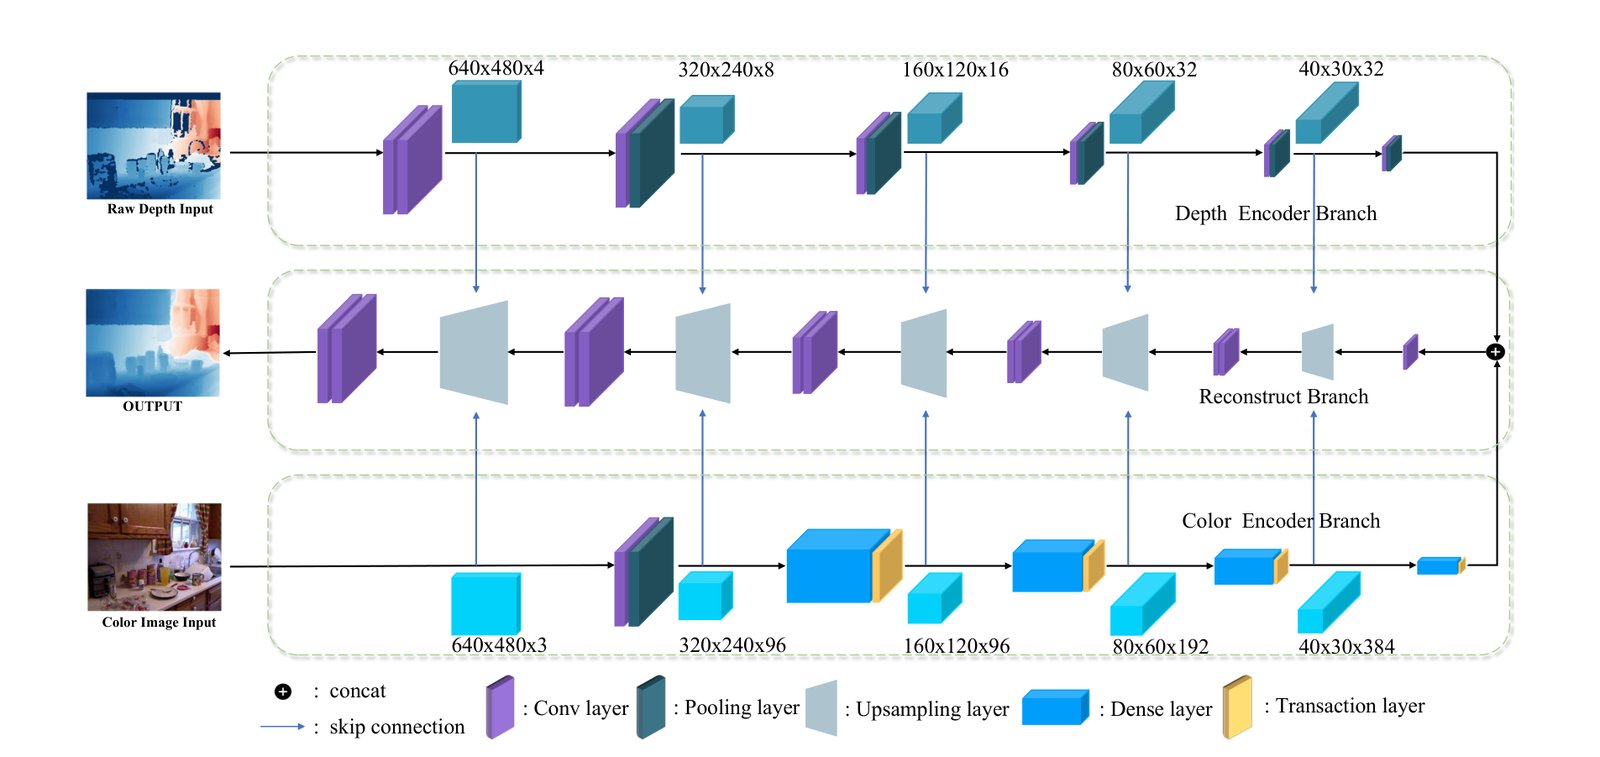 640x480x4
320x240x8
160x120x16
80x60x32
40x30x32
Raw Depth Input
Depth Encoder Branch
OUTPUT
Reconstruct Branch
Color Encoder Branch
Color Image Input
640x480x3
320x240x96
160x120x96
80x60x192
40x30x384
: concat
: skip connection
: Conv layer
: Pooling layer
: Upsampling layer
: Dense layer
: Transaction layer